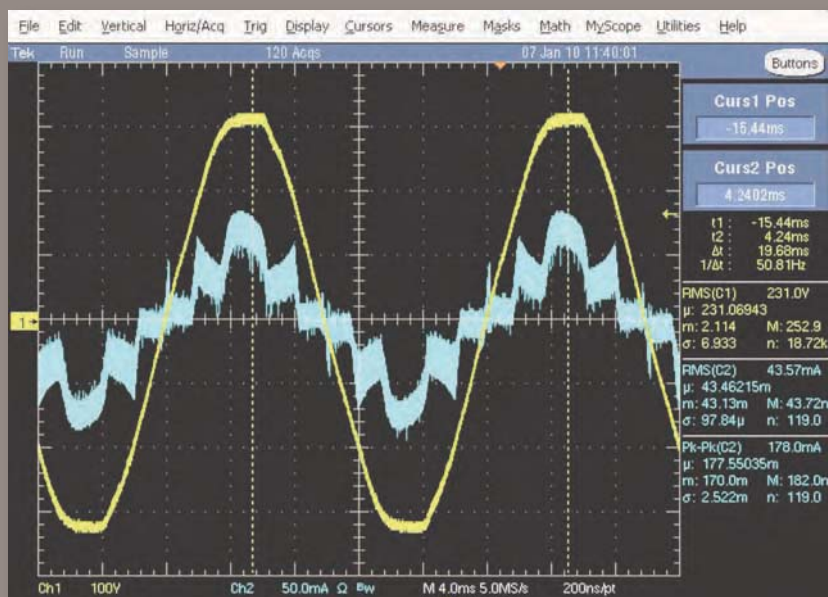 File Edit Vertical Horiz/Acq Trig Display Cursors Measure Masks Math MyScope Utilities Help
Tek Run Sample 120 Acqs 07 Jan 10 11:40:01
Buttons
Curs1 Pos
-15.44ms
Curs2 Pos
4.2402ms
t1 : -15.44ms
t2 : 4.24ms
Δt : 19.68ms
1/Δt : 50.81Hz
RMS(C1) 231.0V
µ: 231.06943
m: 2.114 M: 252.9
σ: 6.933 n: 18.72k
RMS(C2) 43.57mA
µ: 43.46215m
m: 43.13m M: 43.72m
σ: 97.84µ n: 119.0
Pk-Pk(C2) 178.0mA
µ: 177.55035m
m: 170.0m M: 182.0m
σ: 2.522m n: 119.0
1
Ch1 100V Ch2 50.0mA Ω BW M 4.0ms 5.0MS/s 200ns/pt